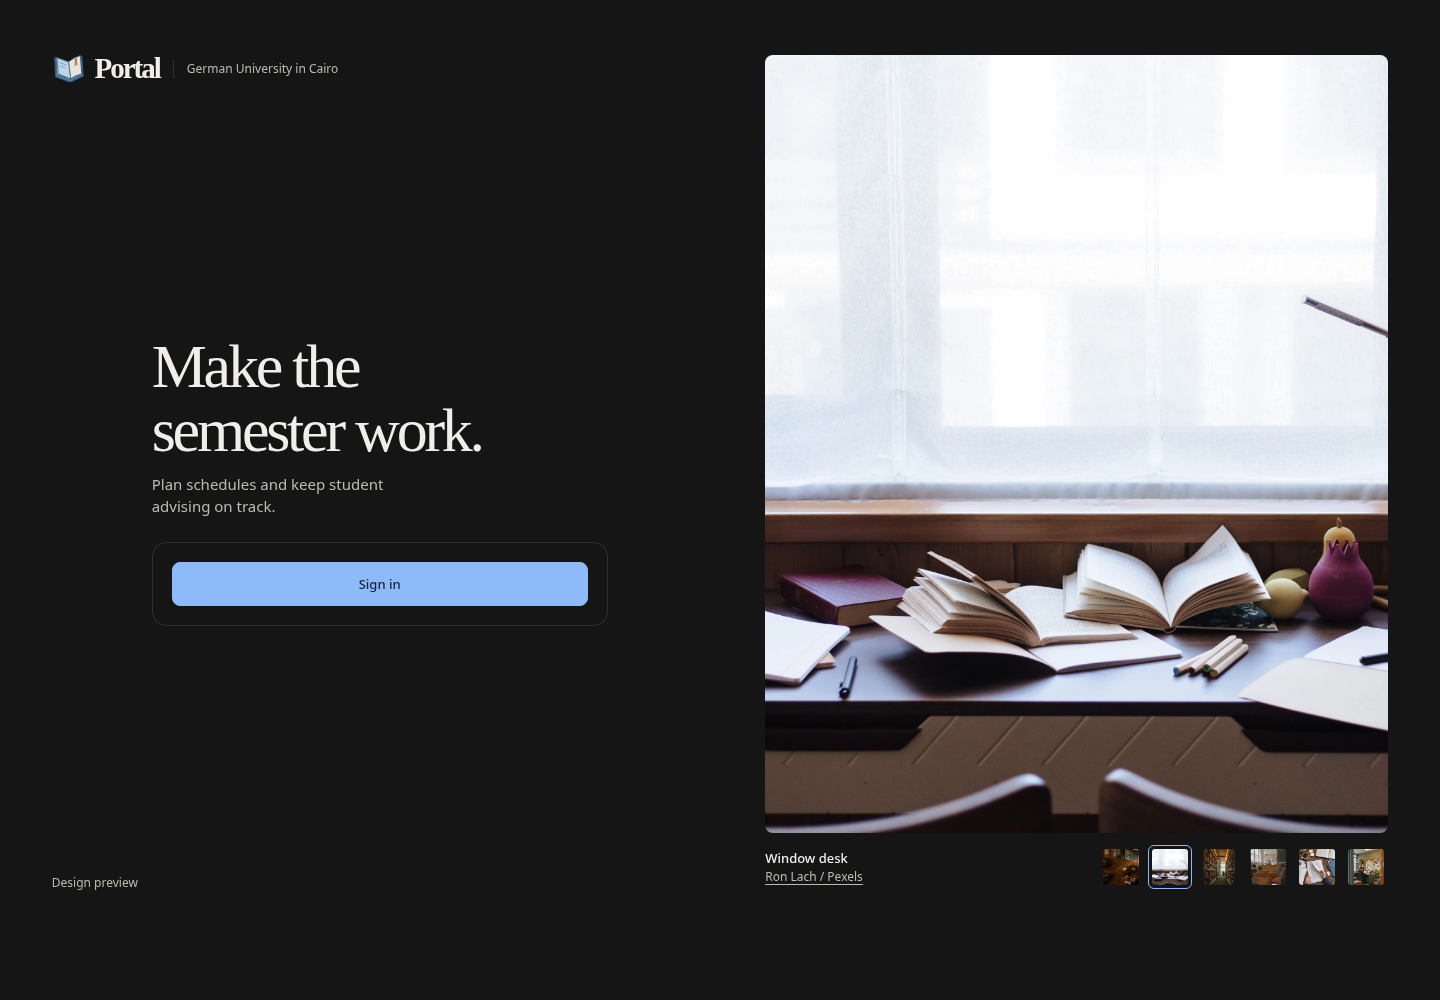 Portal
German University in Cairo
Make the
semester work.
Plan schedules and keep student
advising on track.
Sign in
Design preview
Window desk
Ron Lach / Pexels